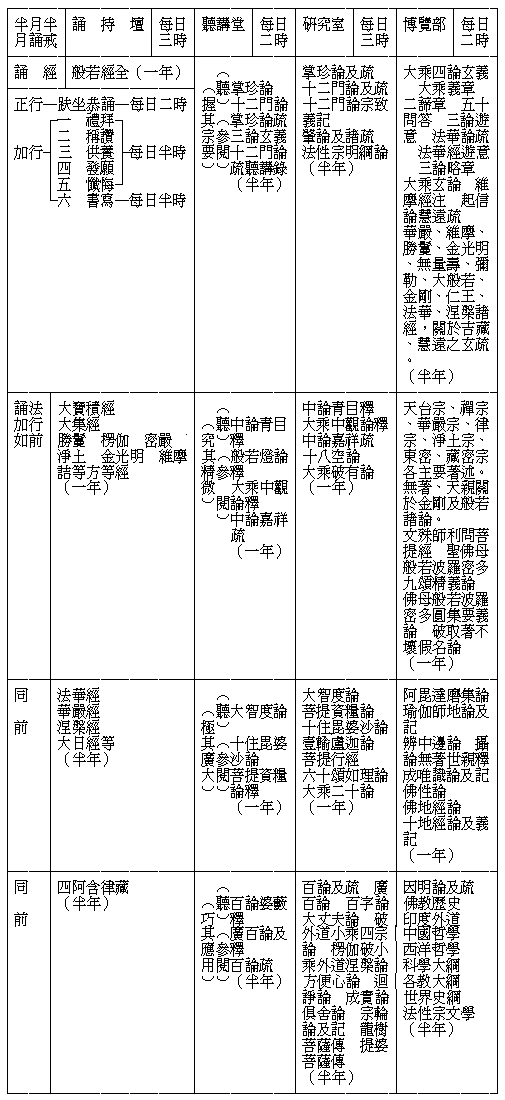 半月半
月誦戒
誦 持 壇
每日
三時
聽講堂
每日
二時
研究室
每日
三時
博覽部
每日
二時
誦 經
般若經全（一年）
正行—趺坐恭誦—每日二時
加行
一 禮拜
二 稱讚
三 供養
四 發願
五 懺悔
每日半時
六 書寫—每日半時
（握其宗要）
（聽）
掌珍論
十二門論
（參閱）
掌珍論疏
三論玄義
十二門論
疏聽講錄
（半年）
掌珍論及疏
十二門論及疏
十二門論宗致
義記
肇論及諸疏
法性宗明綱論
（半年）
大乘四論玄義
大乘義章
二諦章 五十
問答 三論遊
意 法華論疏
法華經遊意
三論略章
大乘玄論 維
摩經注 起信
論慧遠疏
華嚴、維摩、
勝鬘、金光明
、無量壽、彌
勒、大般若、
金剛、仁王、
法華、涅槃諸
經，關於吉藏
、慧遠之玄疏
。
（半年）
誦法
加行
如前
大寶積經
大集經
勝鬘 楞伽 密嚴
淨土 金光明 維摩
詰等方等經
（一年）
（究其精微）
（聽）
中論青目
釋
（參閱）
般若燈論
釋
大乘中觀
論釋
中論嘉祥
疏
（一年）
中論青目釋
大乘中觀論釋
中論嘉祥疏
十八空論
大乘破有論
（一年）
天台宗、禪宗
、華嚴宗、律
宗、淨土宗、
東密、藏密宗
各主要著述。
無著、天親關
於金剛及般若
諸論。
文殊師利問菩
提經 聖佛母
般若波羅密多
九頌精義論
佛母般若波羅
密多圓集要義
論 破取著不
壞假名論
（一年）
同
前
法華經
華嚴經
涅槃經
大日經等
（半年）
（極其廣大）
（聽）
大智度論
（參閱）
十住毘婆
沙論
菩提資糧
論釋
（一年）
大智度論
菩提資糧論
十住毘婆沙論
壹輸盧迦論
菩提行經
六十頌如理論
大乘二十論
（一年）
阿毘達磨集論
瑜伽師地論及
記
辨中邊論 攝
論無著世親釋
成唯識論及記
佛性論
佛地經論
十地經論及義
記
（一年）
同
前
四阿含律藏
（半年）
（巧其應用）
（聽）
百論婆藪
釋
（參閱）
廣百論及
釋
百論疏
（半年）
百論及疏 廣
百論 百字論
大丈夫論 破
外道小乘四宗
論 楞伽破小
乘外道涅槃論
方便心論 迴
諍論 成實論
俱舍論 宗輪
論及記 龍樹
菩薩傳 提婆
菩薩傳
（半年）
因明論及疏
佛教歷史
印度外道
中國哲學
西洋哲學
科學大綱
各教大綱
世界史綱
法性宗文學
（半年）